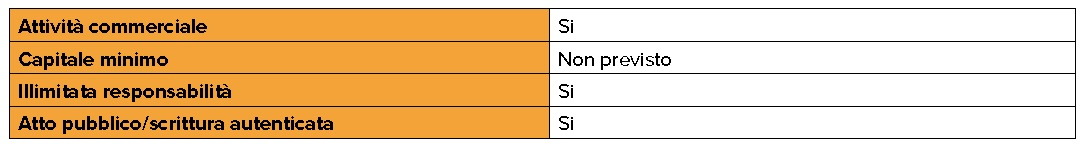 Attività commerciale Si
Capitale minimo Non previsto
Illimitata responsabilità Si
Atto pubblico/scrittura autenticata Si